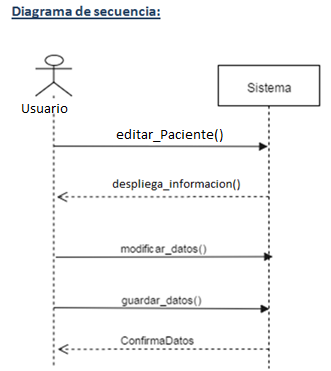 Diagrama de secuencia:
Sistema
Usuario
editar_Paciente()
despliega_informacion()
modificar_datos()
guardar_datos()
ConfirmaDatos